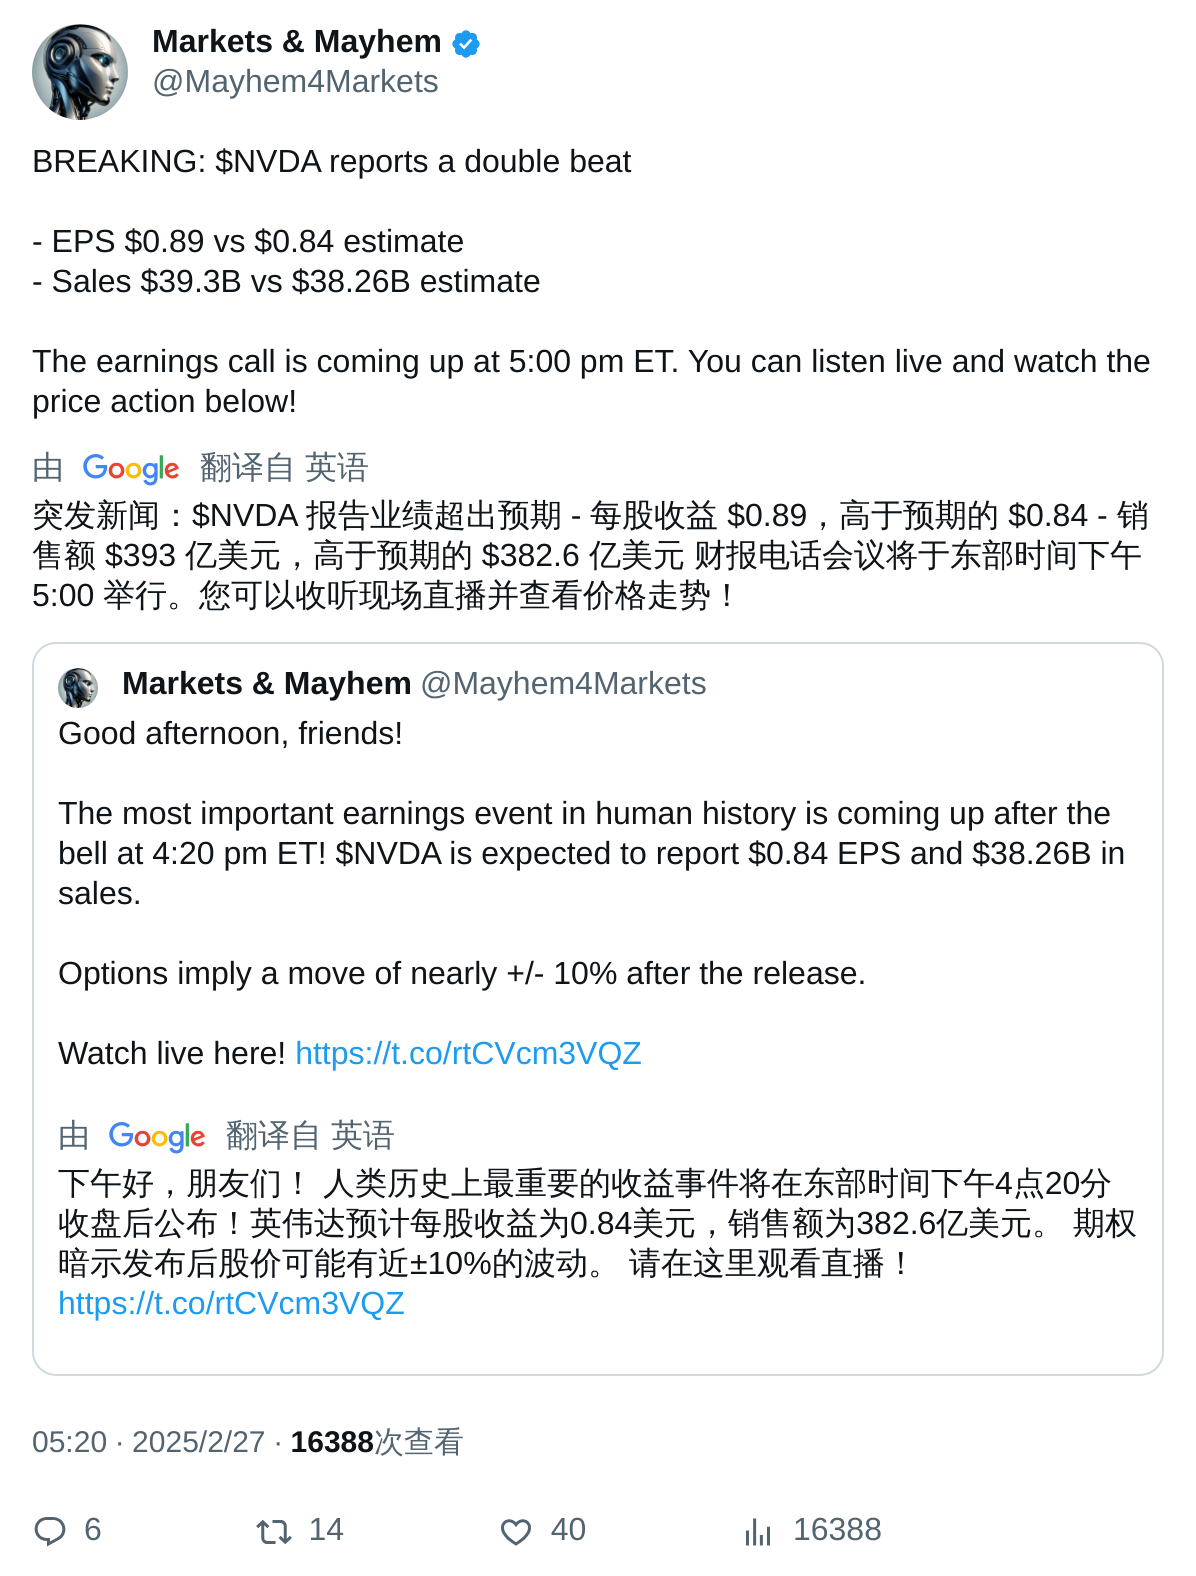 Markets & Mayhem
@Mayhem4Markets
BREAKING: $NVDA reports a double beat
- EPS $0.89 vs $0.84 estimate
- Sales $39.3B vs $38.26B estimate
The earnings call is coming up at 5:00 pm ET. You can listen live and watch the
price action below!
由 Google 翻译自 英语
突发新闻：$NVDA 报告业绩超出预期 - 每股收益 $0.89，高于预期的 $0.84 - 销
售额 $393 亿美元，高于预期的 $382.6 亿美元 财报电话会议将于东部时间下午
5:00 举行。您可以收听现场直播并查看价格走势！
Markets & Mayhem @Mayhem4Markets
Good afternoon, friends!
The most important earnings event in human history is coming up after the
bell at 4:20 pm ET! $NVDA is expected to report $0.84 EPS and $38.26B in
sales.
Options imply a move of nearly +/- 10% after the release.
Watch live here! https://t.co/rtCVcm3VQZ
由 Google 翻译自 英语
下午好，朋友们！ 人类历史上最重要的收益事件将在东部时间下午4点20分
收盘后公布！英伟达预计每股收益为0.84美元，销售额为382.6亿美元。 期权
暗示发布后股价可能有近±10%的波动。 请在这里观看直播！
https://t.co/rtCVcm3VQZ
05:20 · 2025/2/27 · 16388次查看
6 14 40 16388